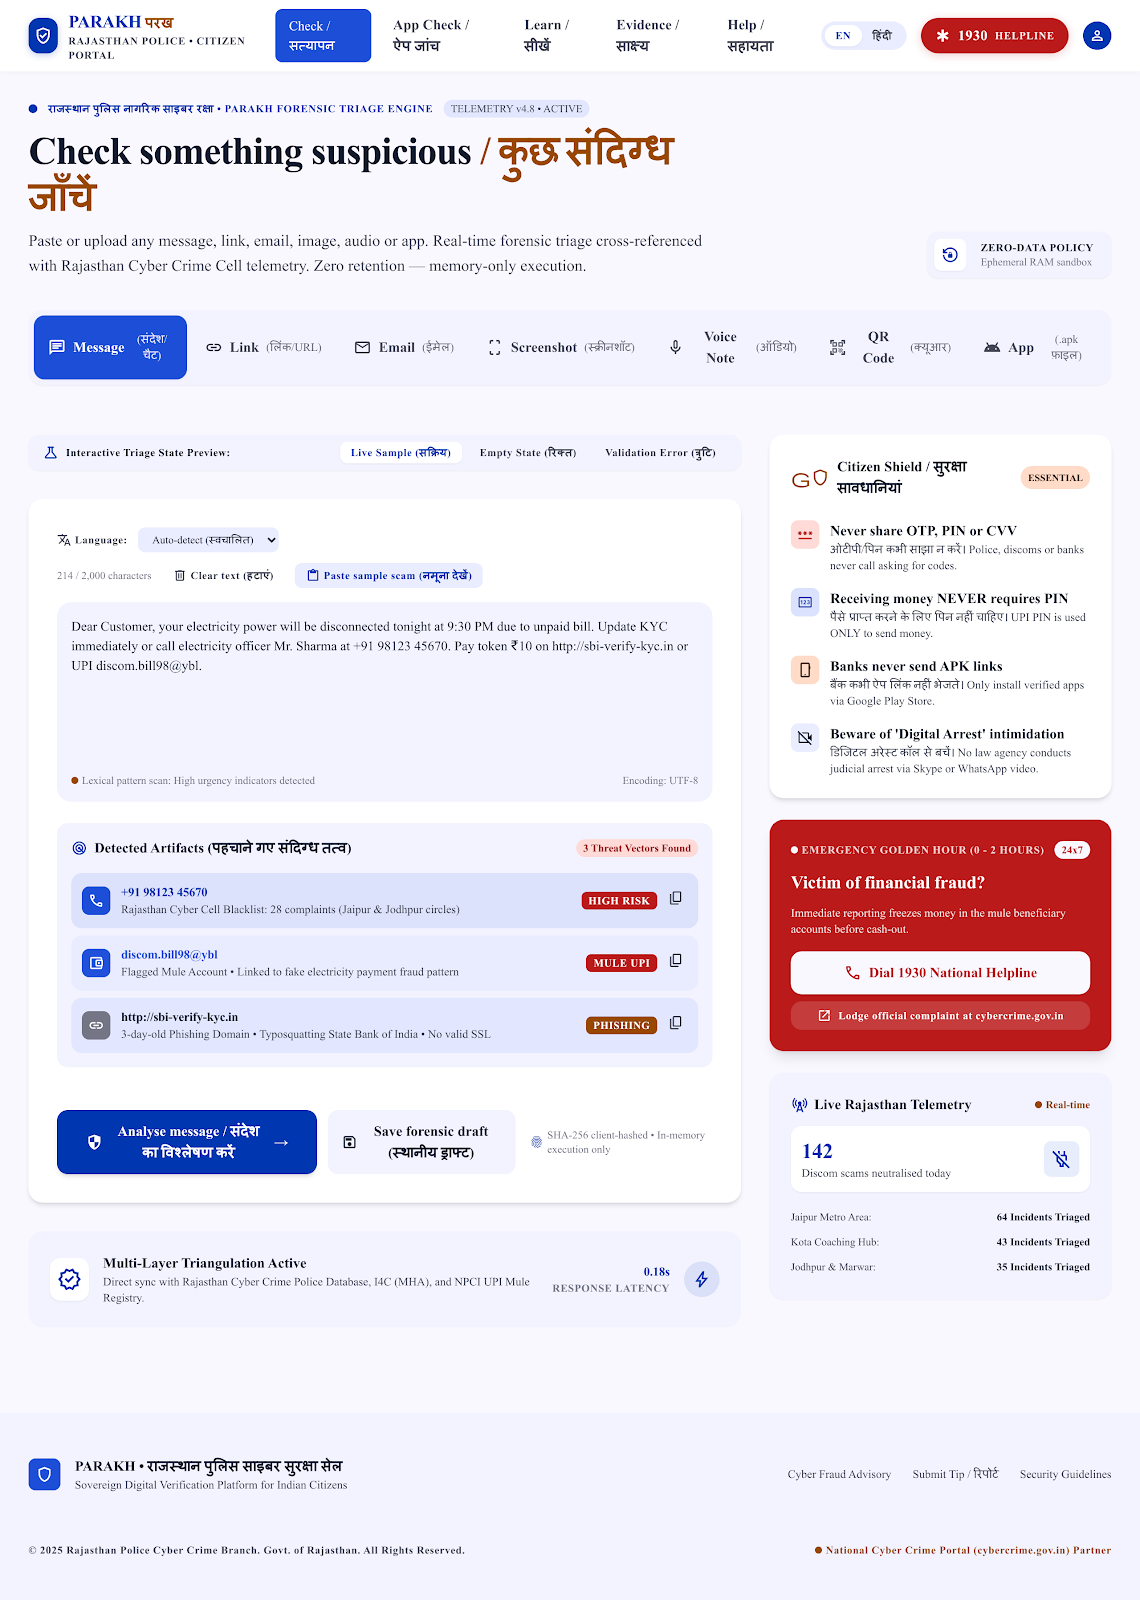 PARAKH परख
RAJASTHAN POLICE • CITIZEN
PORTAL
Check /
सत्यापन
App Check /
ऐप जांच
Learn /
सीखें
Evidence /
साक्ष्य
Help /
सहायता
EN
हिंदी
1930 HELPLINE
राजस्थान पुलिस नागरिक साइबर रक्षा • PARAKH FORENSIC TRIAGE ENGINE
TELEMETRY v4.8 • ACTIVE
Check something suspicious / कुछ संदिग्ध
जाँचें
Paste or upload any message, link, email, image, audio or app. Real-time forensic triage cross-referenced
with Rajasthan Cyber Crime Cell telemetry. Zero retention — memory-only execution.
ZERO-DATA POLICY
Ephemeral RAM sandbox
Message
(संदेश/
चैट)
Link (लिंक/URL)
Email (ईमेल)
Screenshot (स्क्रीनशॉट)
Voice
Note
(ऑडियो)
QR
Code
(क्यूआर)
App
(.apk
फ़ाइल)
Interactive Triage State Preview:
Live Sample (सक्रिय)
Empty State (रिक्त)
Validation Error (त्रुटि)
Language:
Auto-detect (स्वचालित)
214 / 2,000 characters
Clear text (हटाएं)
Paste sample scam (नमूना देखें)
Dear Customer, your electricity power will be disconnected tonight at 9:30 PM due to unpaid bill. Update KYC
immediately or call electricity officer Mr. Sharma at +91 98123 45670. Pay token ₹10 on http://sbi-verify-kyc.in or
UPI discom.bill98@ybl.
Lexical pattern scan: High urgency indicators detected
Encoding: UTF-8
Detected Artifacts (पहचाने गए संदिग्ध तत्व)
3 Threat Vectors Found
+91 98123 45670
Rajasthan Cyber Cell Blacklist: 28 complaints (Jaipur & Jodhpur circles)
HIGH RISK
discom.bill98@ybl
Flagged Mule Account • Linked to fake electricity payment fraud pattern
MULE UPI
http://sbi-verify-kyc.in
3-day-old Phishing Domain • Typosquatting State Bank of India • No valid SSL
PHISHING
Analyse message / संदेश
का विश्लेषण करें
→
Save forensic draft
(स्थानीय ड्राफ्ट)
SHA-256 client-hashed • In-memory
execution only
Multi-Layer Triangulation Active
Direct sync with Rajasthan Cyber Crime Police Database, I4C (MHA), and NPCI UPI Mule
Registry.
0.18s
RESPONSE LATENCY
Citizen Shield / सुरक्षा
सावधानियां
ESSENTIAL
Never share OTP, PIN or CVV
ओटीपी/पिन कभी साझा न करें। Police, discoms or banks
never call asking for codes.
Receiving money NEVER requires PIN
पैसे प्राप्त करने के लिए पिन नहीं चाहिए। UPI PIN is used
ONLY to send money.
Banks never send APK links
बैंक कभी ऐप लिंक नहीं भेजते। Only install verified apps
via Google Play Store.
Beware of 'Digital Arrest' intimidation
डिजिटल अरेस्ट कॉल से बचें। No law agency conducts
judicial arrest via Skype or WhatsApp video.
EMERGENCY GOLDEN HOUR (0 - 2 HOURS)
24x7
Victim of financial fraud?
Immediate reporting freezes money in the mule beneficiary
accounts before cash-out.
Dial 1930 National Helpline
Lodge official complaint at cybercrime.gov.in
Live Rajasthan Telemetry
Real-time
142
Discom scams neutralised today
Jaipur Metro Area:
64 Incidents Triaged
Kota Coaching Hub:
43 Incidents Triaged
Jodhpur & Marwar:
35 Incidents Triaged
PARAKH • राजस्थान पुलिस साइबर सुरक्षा सेल
Sovereign Digital Verification Platform for Indian Citizens
Cyber Fraud Advisory
Submit Tip / रिपोर्ट
Security Guidelines
© 2025 Rajasthan Police Cyber Crime Branch. Govt. of Rajasthan. All Rights Reserved.
National Cyber Crime Portal (cybercrime.gov.in) Partner